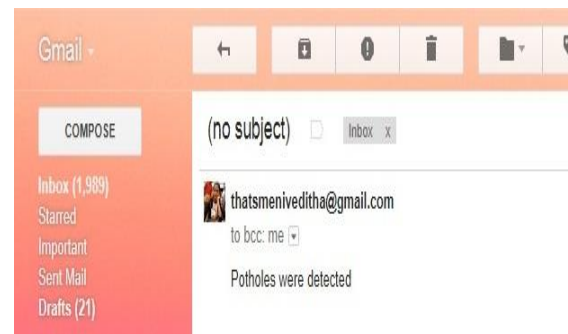 Gmail
COMPOSE
Inbox (1,989)
Starred
Important
Sent Mail
Drafts (21)
(no subject)
Inbox x
thatsmeniveditha@gmail.com
to bcc: me
Potholes were detected